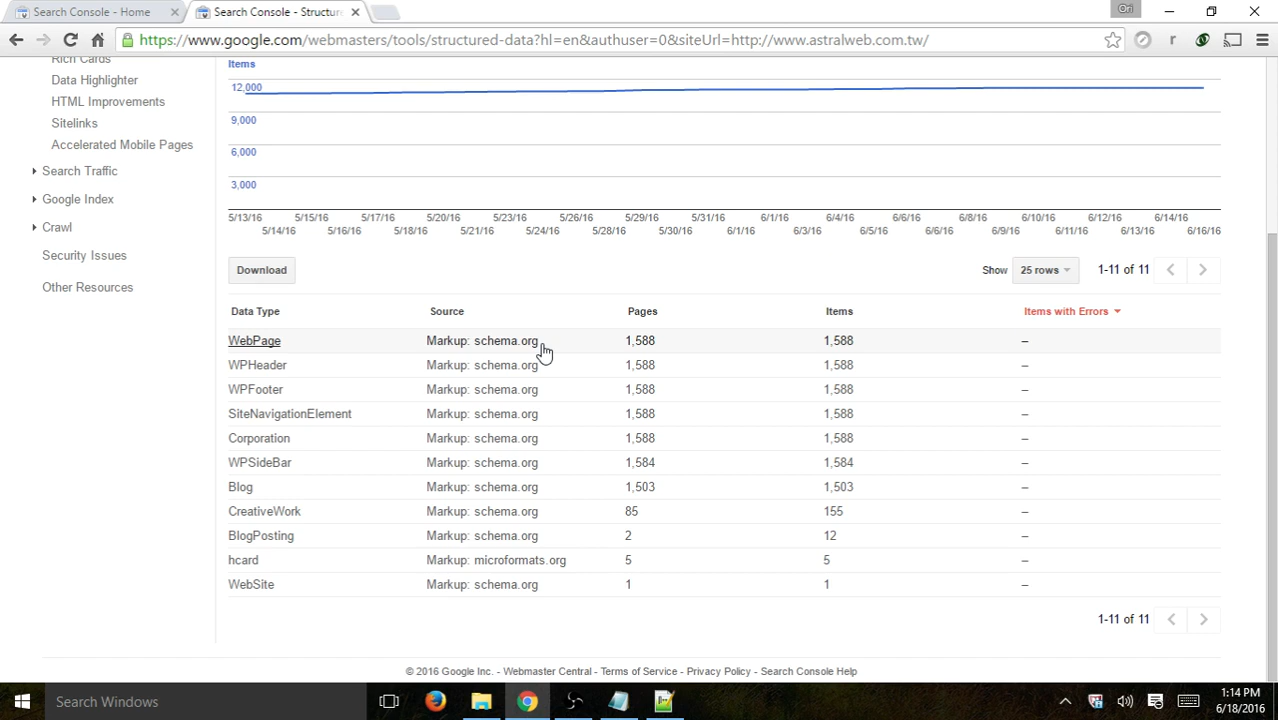 Search Console - Home
Search Console - Structure
Ori
https://www.google.com/webmasters/tools/structured-data?hl=en&authuser=0&siteUrl=http://www.astralweb.com.tw/
r
Rich Cards
Data Highlighter
HTML Improvements
Sitelinks
Accelerated Mobile Pages
Search Traffic
Google Index
Crawl
Security Issues
Other Resources
Items
12,000
9,000
6,000
3,000
5/13/16 5/15/16 5/17/16 5/20/16 5/23/16 5/26/16 5/29/16 5/31/16 6/1/16 6/4/16 6/6/16 6/8/16 6/10/16 6/12/16 6/14/16
5/14/16 5/16/16 5/18/16 5/21/16 5/24/16 5/28/16 5/30/16 6/1/16 6/3/16 6/5/16 6/6/16 6/9/16 6/11/16 6/13/16 6/16/16
Download
Show 25 rows 1-11 of 11
Data Type Source Pages Items Items with Errors
WebPage Markup: schema.org 1,588 1,588 –
WPHeader Markup: schema.org 1,588 1,588 –
WPFooter Markup: schema.org 1,588 1,588 –
SiteNavigationElement Markup: schema.org 1,588 1,588 –
Corporation Markup: schema.org 1,588 1,588 –
WPSideBar Markup: schema.org 1,584 1,584 –
Blog Markup: schema.org 1,503 1,503 –
CreativeWork Markup: schema.org 85 155 –
BlogPosting Markup: schema.org 2 12 –
hcard Markup: microformats.org 5 5 –
WebSite Markup: schema.org 1 1 –
1-11 of 11
© 2016 Google Inc. - Webmaster Central - Terms of Service - Privacy Policy - Search Console Help
Search Windows
1:14 PM
6/18/2016